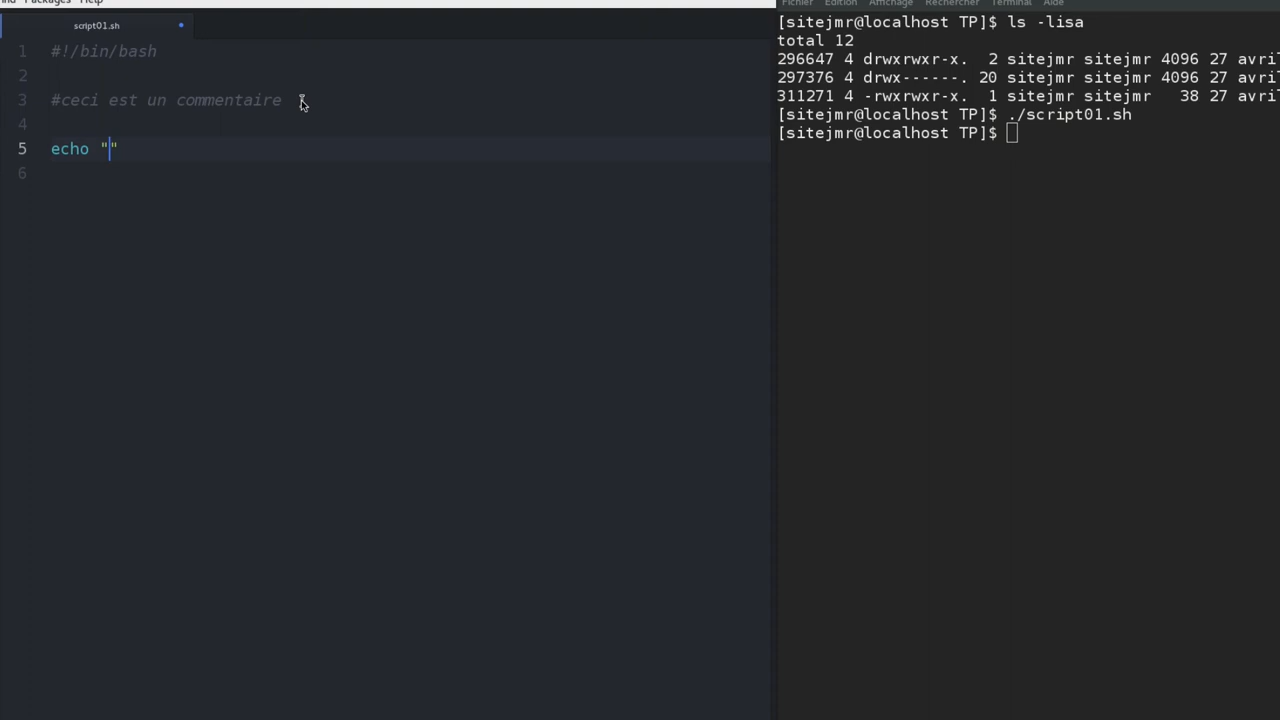 Packages Help
script01.sh
1 #!/bin/bash
2
3 #ceci est un commentaire
4
5 echo ""
6
Fichier Edition Affichage Rechercher Terminal Aide
[sitejmr@localhost TP]$ ls -lisa
total 12
296647 4 drwxrwxr-x. 2 sitejmr sitejmr 4096 27
297376 4 drwx------. 20 sitejmr sitejmr 4096 27
311271 4 -rwxrwxr-x. 1 sitejmr sitejmr 38 27
[sitejmr@localhost TP]$ ./script01.sh
[sitejmr@localhost TP]$